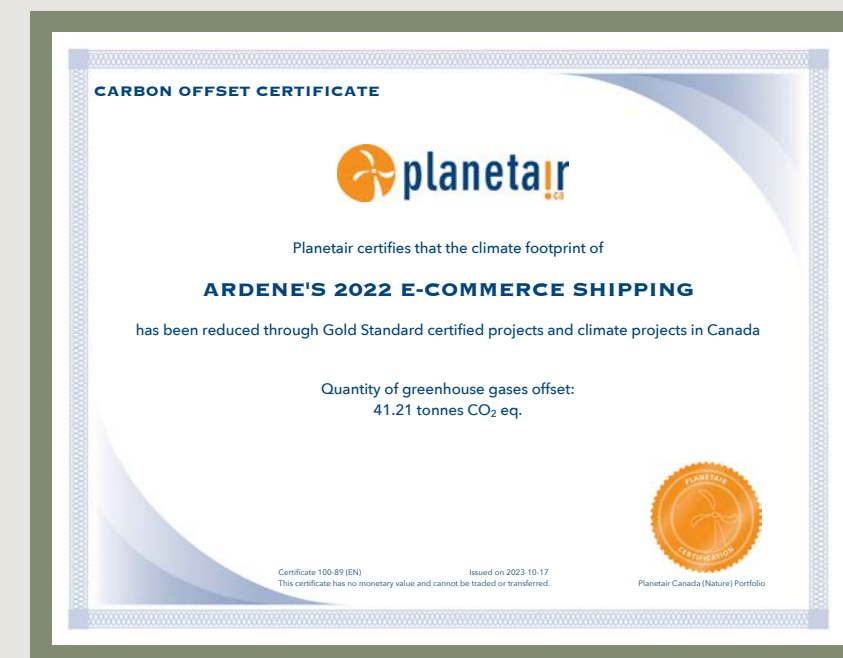 CARBON OFFSET CERTIFICATE
planetair
.ca
Planetair certifies that the climate footprint of
ARDENE'S 2022 E-COMMERCE SHIPPING
has been reduced through Gold Standard certified projects and climate projects in Canada
Quantity of greenhouse gases offset:
41.21 tonnes CO₂ eq.
PLANETAIR
CERTIFICATION
Certificate 100-89 (EN) Issued on 2023-10-17
This certificate has no monetary value and cannot be traded or transferred.
Planetair Canada (Nature) Portfolio